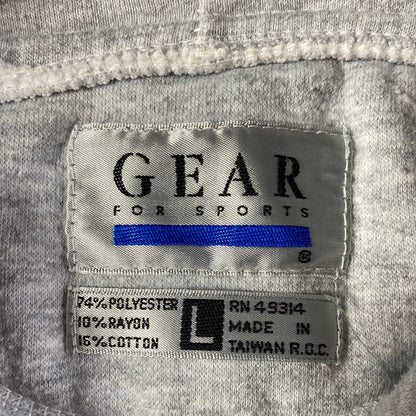 GEAR
FOR SPORTS
®
74% POLYESTER
10% RAYON
16% COTTON
L
RN 49314
MADE IN
TAIWAN R.O.C.